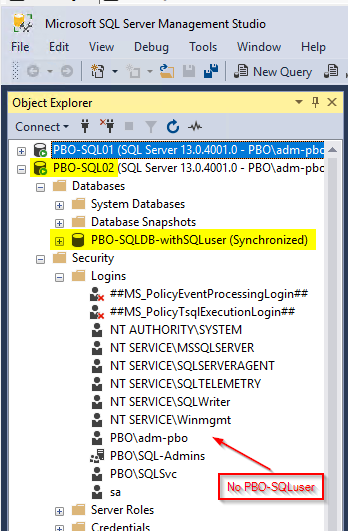 Microsoft SQL Server Management Studio
File Edit View Debug Tools Window Help
New Query
Object Explorer
Connect
PBO-SQL01 (SQL Server 13.0.4001.0 - PBO\adm-pbo
PBO-SQL02 (SQL Server 13.0.4001.0 - PBO\adm-pbo
Databases
System Databases
Database Snapshots
PBO-SQLDB-withSQLuser (Synchronized)
Security
Logins
##MS_PolicyEventProcessingLogin##
##MS_PolicyTsqlExecutionLogin##
NT AUTHORITY\SYSTEM
NT SERVICE\MSSQLSERVER
NT SERVICE\SQLSERVERAGENT
NT SERVICE\SQLTELEMETRY
NT SERVICE\SQLWriter
NT SERVICE\Winmgmt
PBO\adm-pbo
PBO\SQL-Admins
PBO\SQLSvc
No PBO-SQLuser
sa
Server Roles
Credentials